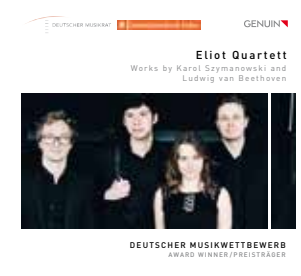 DEUTSCHER MUSIKRAT
GENUIN
Eliot Quartett
Works by Karol Szymanowski and
Ludwig van Beethoven
DEUTSCHER MUSIKWETTBEWERB
AWARD WINNER/PREISTRÄGER